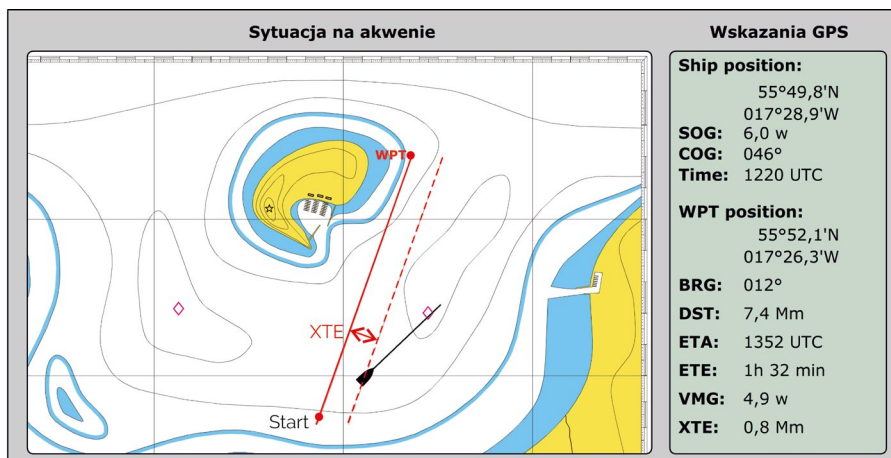 Sytuacja na akwenie
WPT
XTE
Start
Wskazania GPS
Ship position:
55°49,8'N
017°28,9'W
SOG: 6,0 w
COG: 046°
Time: 1220 UTC
WPT position:
55°52,1'N
017°26,3'W
BRG: 012°
DST: 7,4 Mm
ETA: 1352 UTC
ETE: 1h 32 min
VMG: 4,9 w
XTE: 0,8 Mm